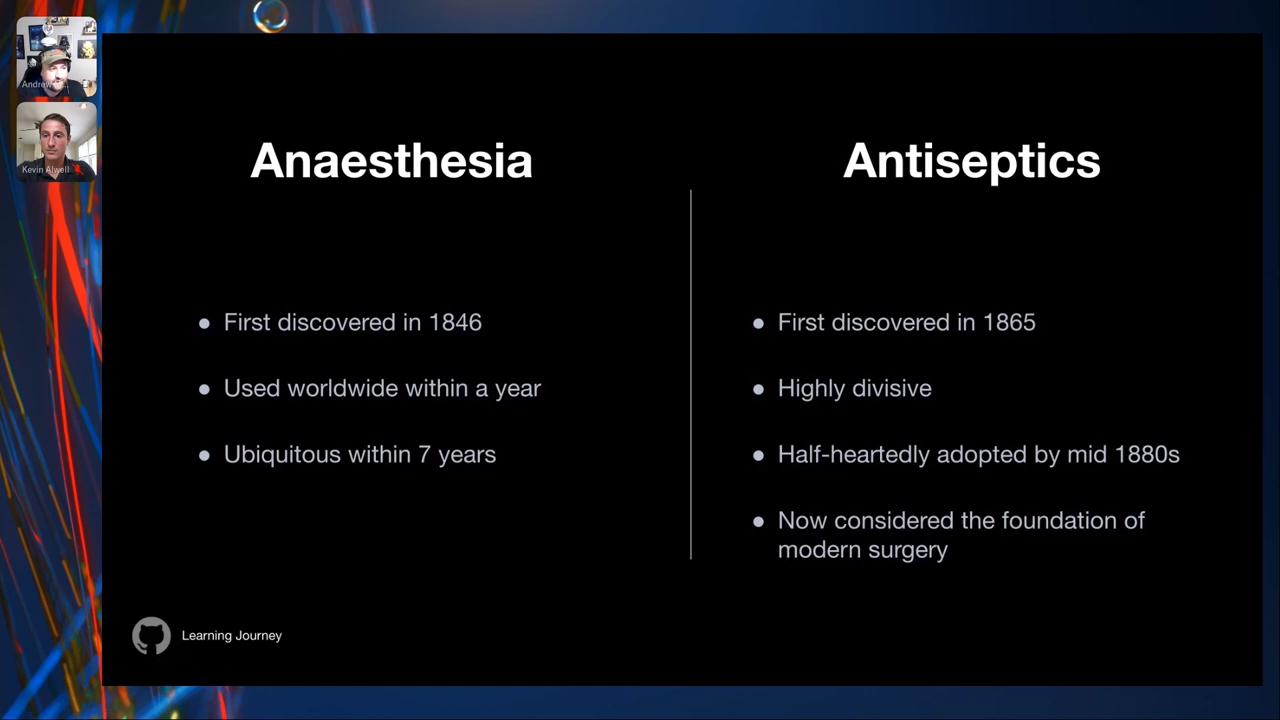 Andrew
Kevin Alwell
Anaesthesia
● First discovered in 1846
● Used worldwide within a year
● Ubiquitous within 7 years
Antiseptics
● First discovered in 1865
● Highly divisive
● Half-heartedly adopted by mid 1880s
● Now considered the foundation of
modern surgery
Learning Journey